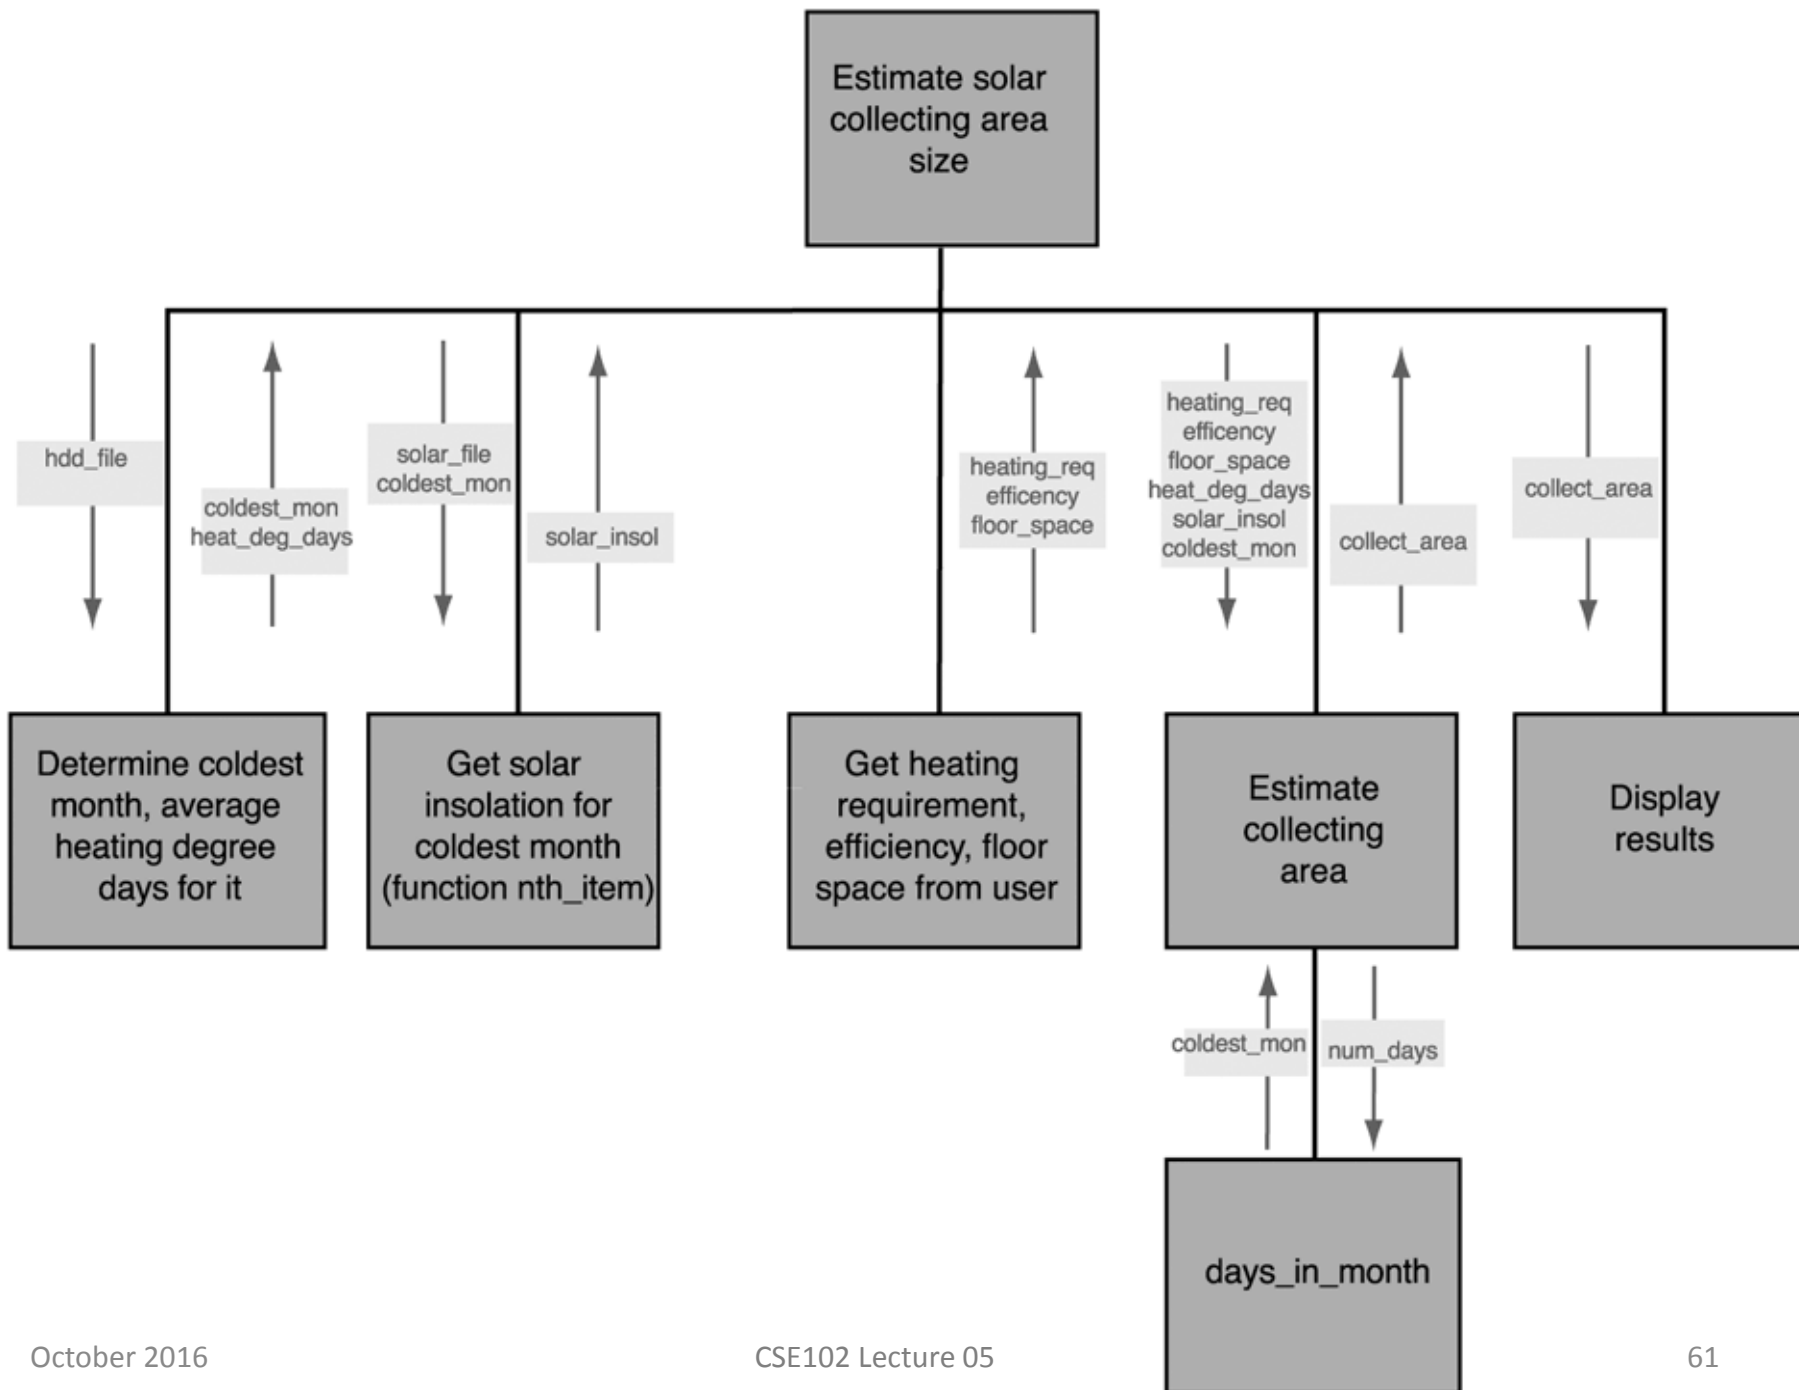 Estimate solar
collecting area
size
hdd_file
coldest_mon
heat_deg_days
solar_file
coldest_mon
solar_insol
heating_req
efficency
floor_space
heating_req
efficency
floor_space
heat_deg_days
solar_insol
coldest_mon
collect_area
collect_area
Determine coldest
month, average
heating degree
days for it
Get solar
insolation for
coldest month
(function nth_item)
Get heating
requirement,
efficiency, floor
space from user
Estimate
collecting
area
Display
results
coldest_mon
num_days
days_in_month
October 2016
CSE102 Lecture 05
61